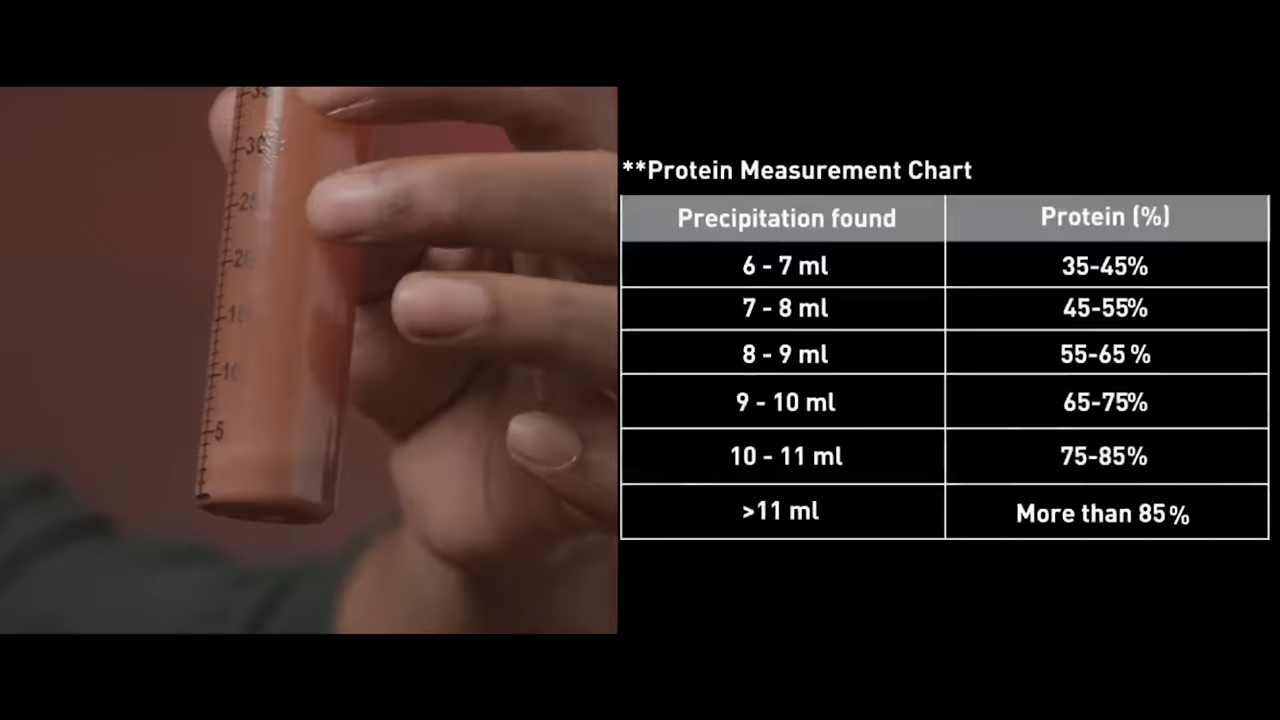 35
30
25
20
15
10
5
**Protein Measurement Chart
Precipitation found Protein (%)
6 - 7 ml 35-45%
7 - 8 ml 45-55%
8 - 9 ml 55-65 %
9 - 10 ml 65-75%
10 - 11 ml 75-85%
>11 ml More than 85%